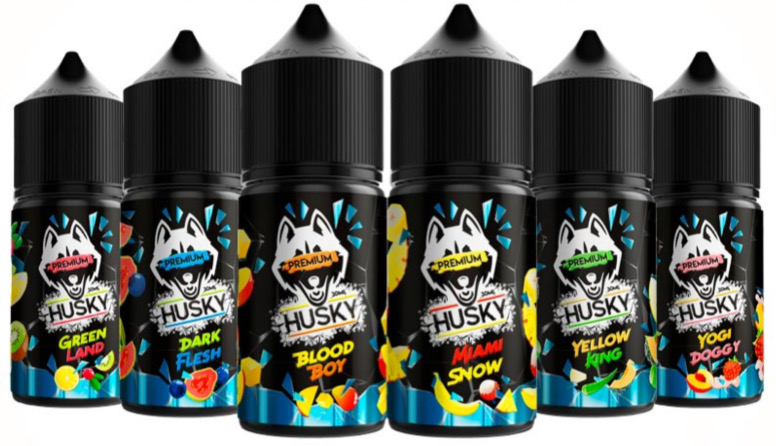 PREMIUM
HUSKY
GREEN
LAND
PREMIUM
HUSKY
DARK
FLESH
PREMIUM
HUSKY
BLOOD
BOY
PREMIUM
HUSKY
MIAMI
SNOW
PREMIUM
HUSKY
YELLOW
KING
PREMIUM
HUSKY
YOGI
DOGGY